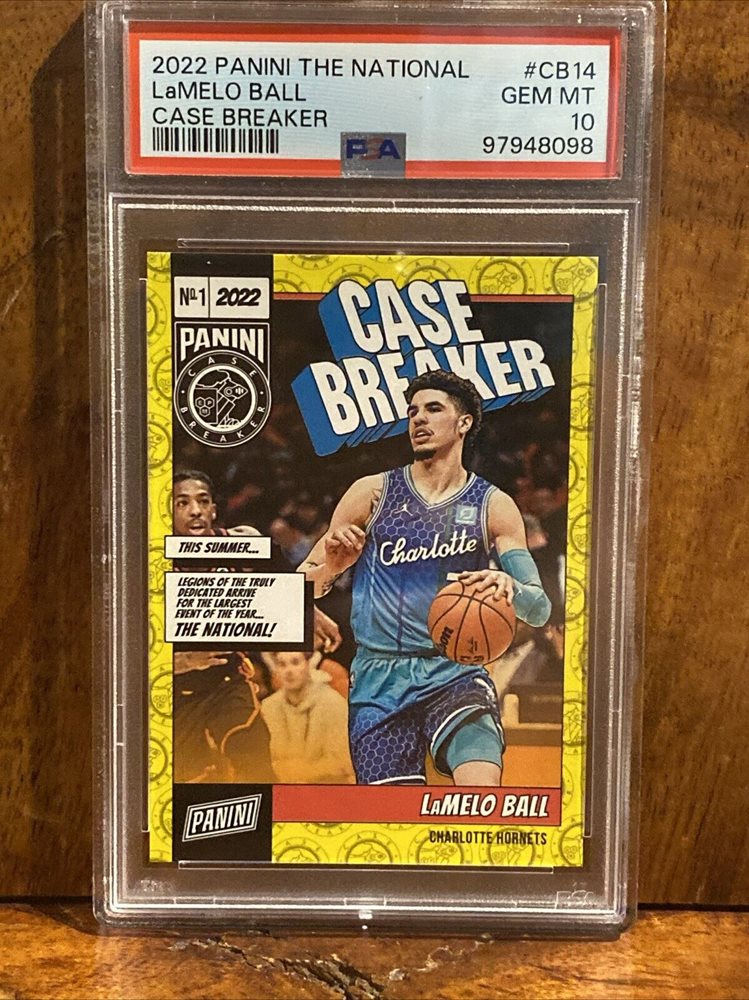 2022 PANINI THE NATIONAL #CB14
LaMELO BALL GEM MT
CASE BREAKER 10
PSA 97948098
Nº1 2022
PANINI
CASE
BREAKER
CASE
BREAKER
THIS SUMMER...
LEGIONS OF THE TRULY
DEDICATED ARRIVE
FOR THE LARGEST
EVENT OF THE YEAR...
THE NATIONAL!
Charlotte
Wilson
PANINI
LaMELO BALL
CHARLOTTE HORNETS
PSA